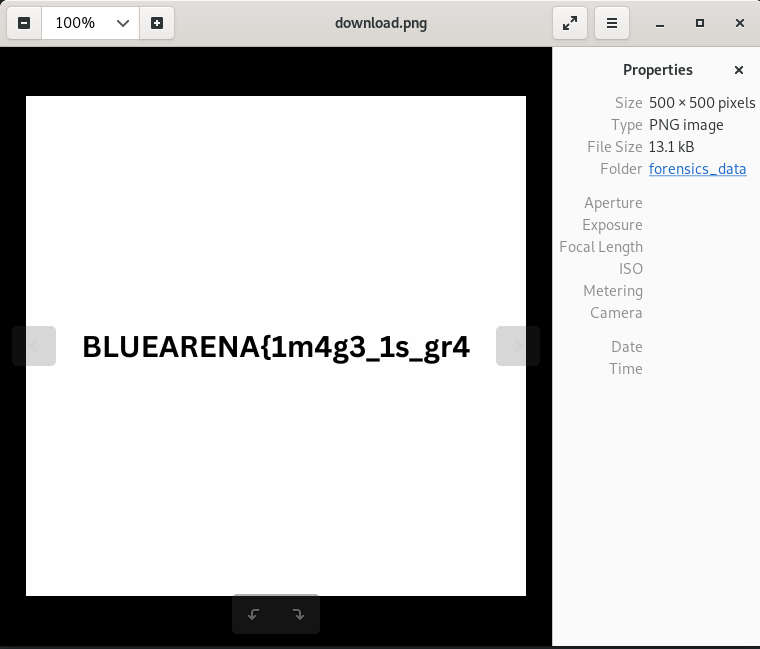 100%
download.png
Properties
Size 500 × 500 pixels
Type PNG image
File Size 13.1 kB
Folder forensics_data
Aperture
Exposure
Focal Length
ISO
Metering
Camera
Date
Time
BLUEARENA{1m4g3_1s_gr4